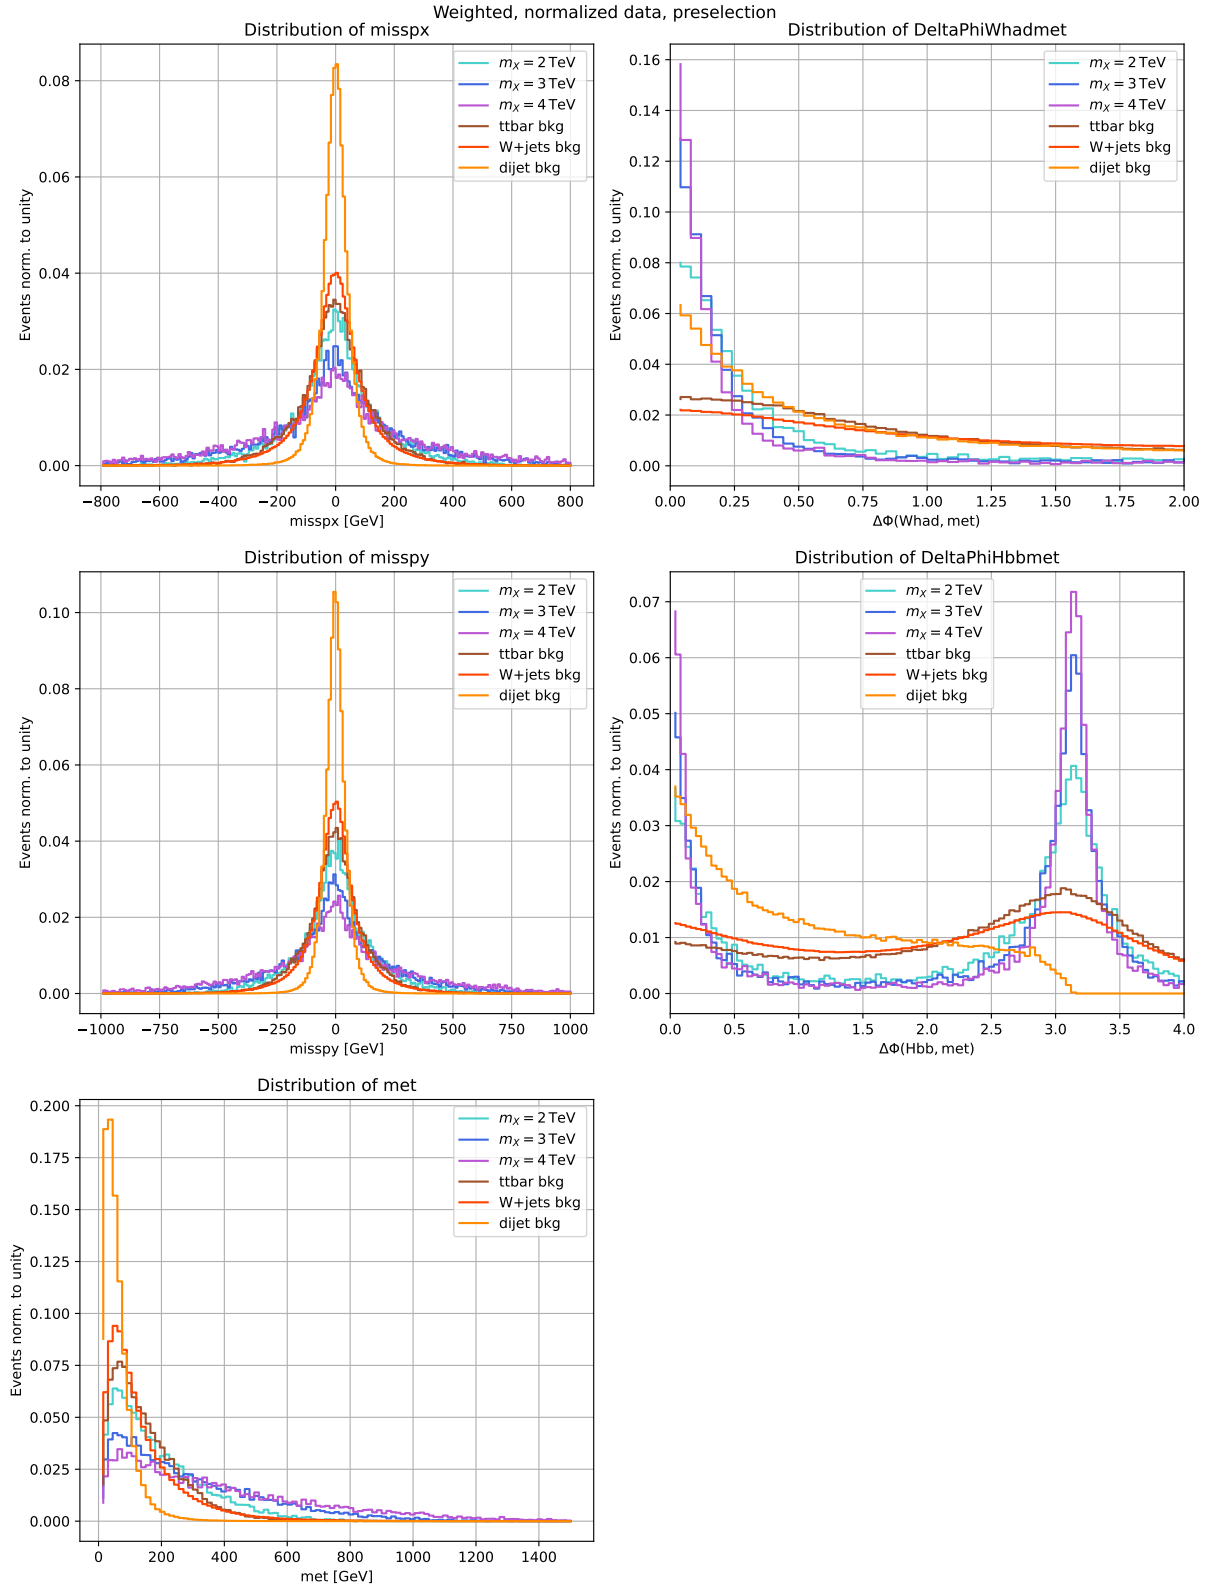 Weighted, normalized data, preselection
Distribution of misspx
0.08
0.06
0.04
0.02
0.00
Events norm. to unity
m_X = 2 TeV
m_X = 3 TeV
m_X = 4 TeV
ttbar bkg
W+jets bkg
dijet bkg
−800 −600 −400 −200 0 200 400 600 800
misspx [GeV]
Distribution of DeltaPhiWhadmet
0.16
0.14
0.12
0.10
0.08
0.06
0.04
0.02
0.00
Events norm. to unity
m_X = 2 TeV
m_X = 3 TeV
m_X = 4 TeV
ttbar bkg
W+jets bkg
dijet bkg
0.00 0.25 0.50 0.75 1.00 1.25 1.50 1.75 2.00
ΔΦ(Whad, met)
Distribution of misspy
0.10
0.08
0.06
0.04
0.02
0.00
Events norm. to unity
m_X = 2 TeV
m_X = 3 TeV
m_X = 4 TeV
ttbar bkg
W+jets bkg
dijet bkg
−1000 −750 −500 −250 0 250 500 750 1000
misspy [GeV]
Distribution of DeltaPhiHbbmet
0.07
0.06
0.05
0.04
0.03
0.02
0.01
0.00
Events norm. to unity
m_X = 2 TeV
m_X = 3 TeV
m_X = 4 TeV
ttbar bkg
W+jets bkg
dijet bkg
0.0 0.5 1.0 1.5 2.0 2.5 3.0 3.5 4.0
ΔΦ(Hbb, met)
Distribution of met
0.200
0.175
0.150
0.125
0.100
0.075
0.050
0.025
0.000
Events norm. to unity
m_X = 2 TeV
m_X = 3 TeV
m_X = 4 TeV
ttbar bkg
W+jets bkg
dijet bkg
0 200 400 600 800 1000 1200 1400
met [GeV]